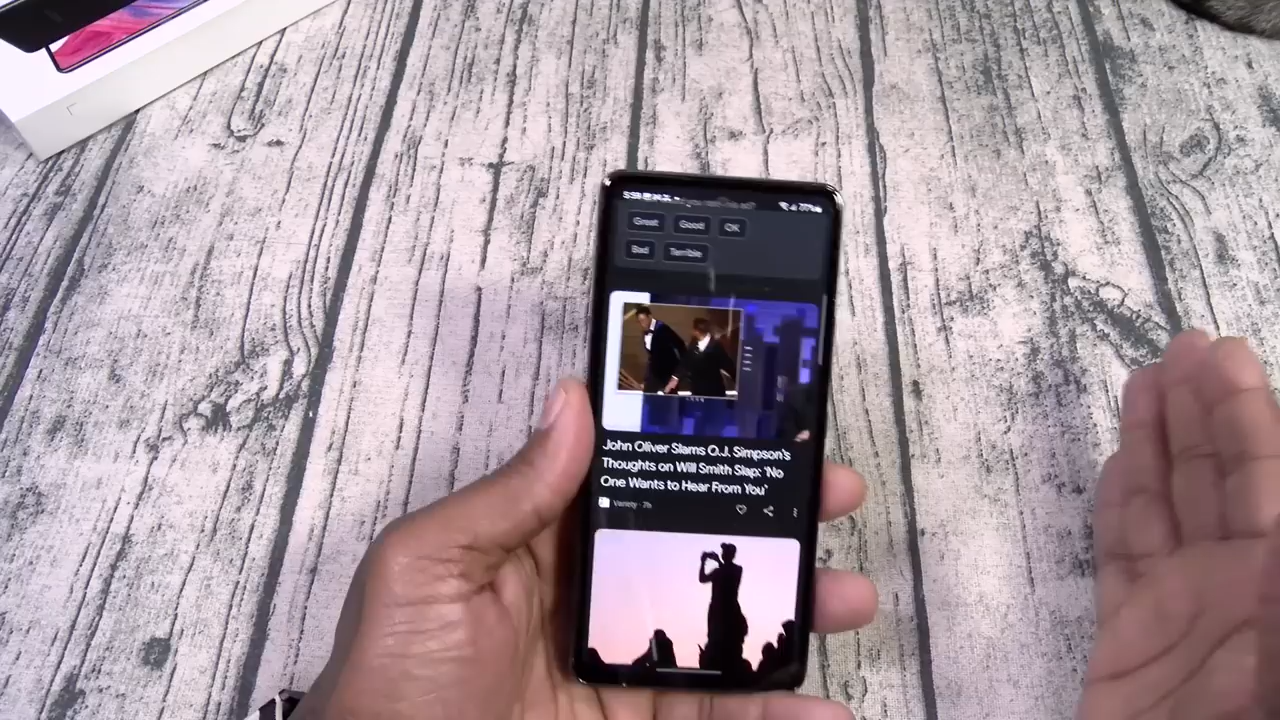 Great Good OK
Bad Terrible
John Oliver Slams O.J. Simpson's
Thoughts on Will Smith Slap: 'No
One Wants to Hear From You'
Variety · 7h